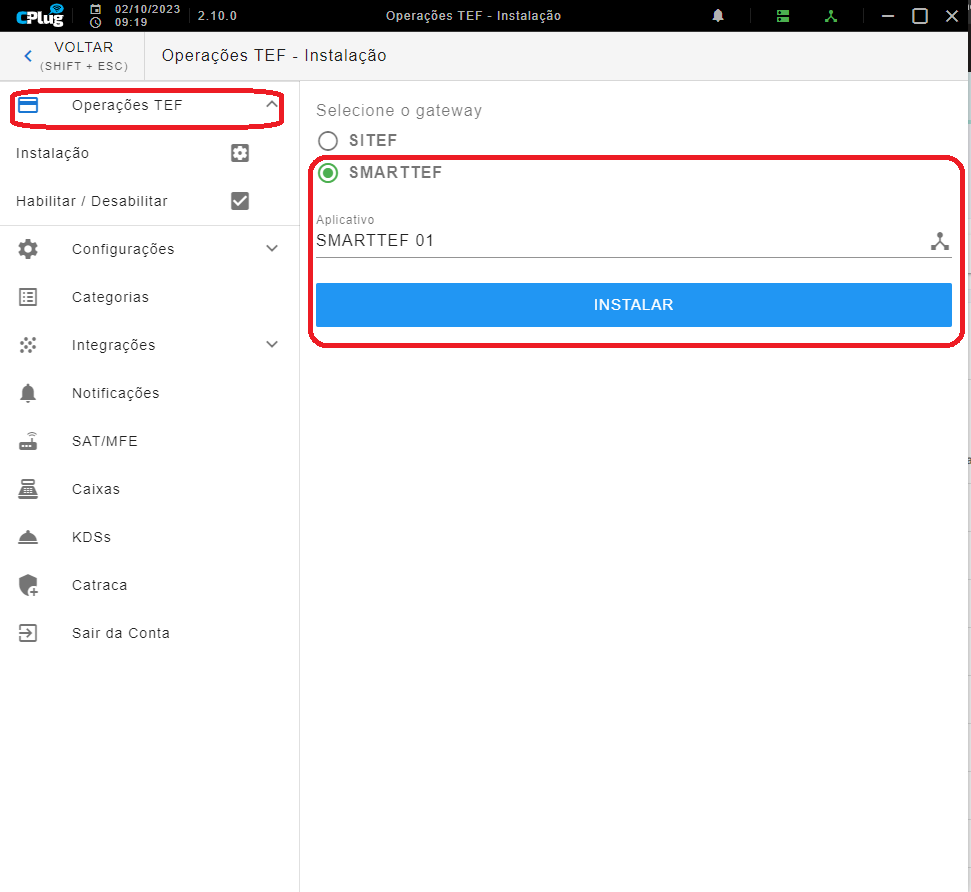 CPlug
02/10/2023
09:19
2.10.0
Operações TEF - Instalação
VOLTAR
(SHIFT + ESC)
Operações TEF - Instalação
Operações TEF
Instalação
Habilitar / Desabilitar
Configurações
Categorias
Integrações
Notificações
SAT/MFE
Caixas
KDSs
Catraca
Sair da Conta
Selecione o gateway
SITEF
SMARTTEF
Aplicativo
SMARTTEF 01
INSTALAR